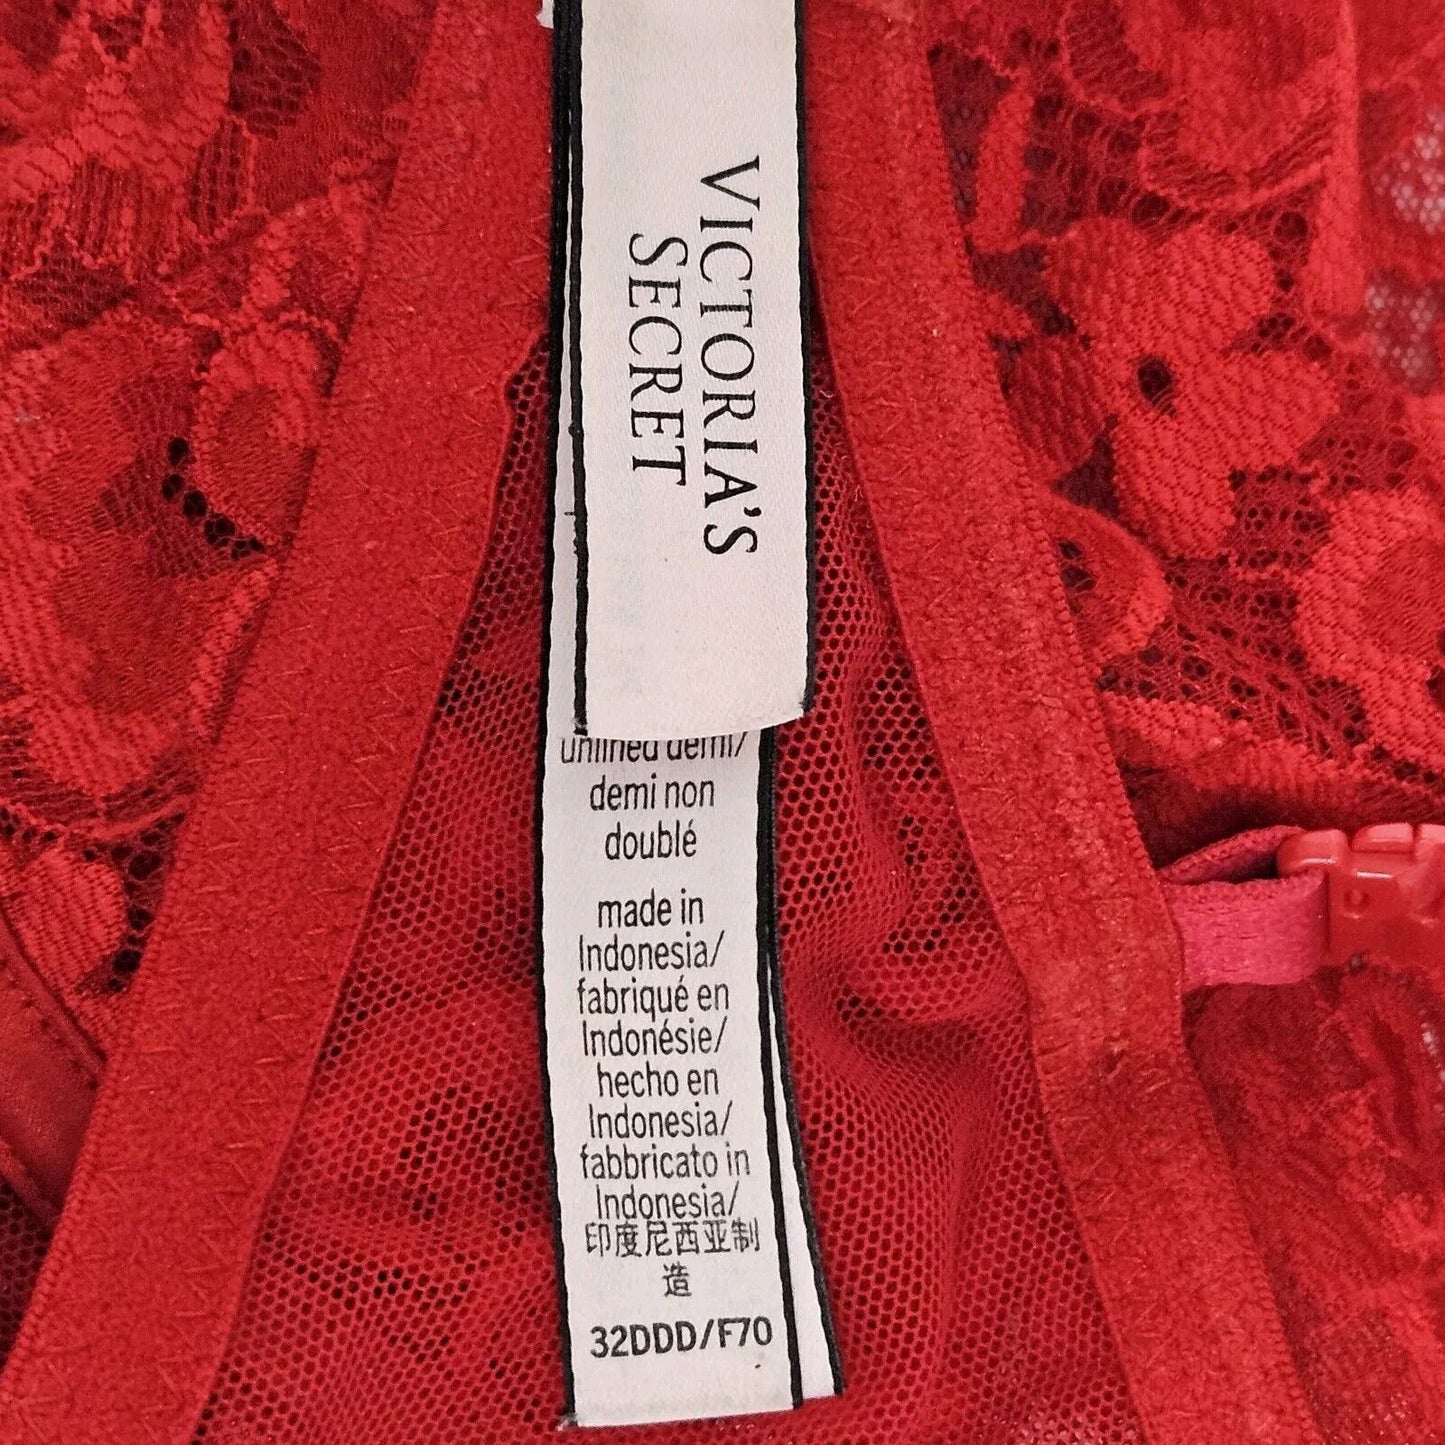 VICTORIA'S
SECRET
unlined demi/
demi non
doublé
made in
Indonesia/
fabriqué en
Indonésie/
hecho en
Indonesia/
fabbricato in
Indonesia/
印度尼西亚制
造
32DDD/F70